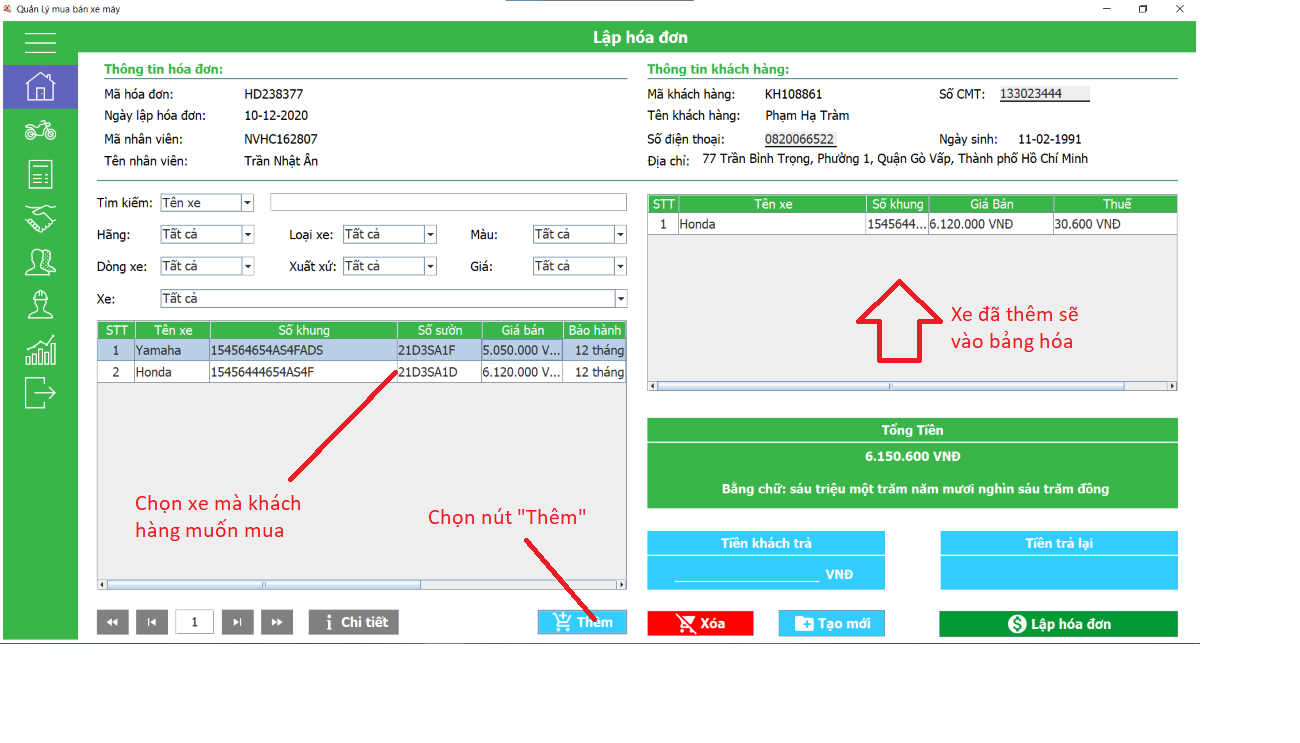 Quản Lý mua bán xe máy
Lập hóa đơn
Thông tin hóa đơn:
Mã hóa đơn: HD238377
Ngày lập hóa đơn: 10-12-2020
Mã nhân viên: NVHC162807
Tên nhân viên: Trần Nhật Ân
Thông tin khách hàng:
Mã khách hàng: KH108861 Số CMT: 133023444
Tên khách hàng: Phạm Hạ Tràm
Số điện thoại: 0820066522 Ngày sinh: 11-02-1991
Địa chỉ: 77 Trần Bình Trọng, Phường 1, Quận Gò Vấp, Thành phố Hồ Chí Minh
Tìm kiếm: Tên xe
Hãng: Tất cả Loại xe: Tất cả Màu: Tất cả
Dòng xe: Tất cả Xuất xứ: Tất cả Giá: Tất cả
Xe: Tất cả
STT Tên xe Số khung Số sườn Giá bán Bảo hành
1 Yamaha 154564654AS4FADS 21D3SA1F 5.050.000 V... 12 tháng
2 Honda 15456444654AS4F 21D3SA1D 6.120.000 V... 12 tháng
Chọn xe mà khách
hàng muốn mua
Chọn nút "Thêm"
1
Chi tiết
Thêm
STT Tên xe Số khung Giá Bán Thuế
1 Honda 1545644... 6.120.000 VNĐ 30.600 VNĐ
Xe đã thêm sẽ
vào bảng hóa
Tổng Tiền
6.150.600 VNĐ
Bằng chữ: sáu triệu một trăm năm mươi nghìn sáu trăm đồng
Tiền khách trả
VNĐ
Tiền trả lại
Xóa
Tạo mới
Lập hóa đơn